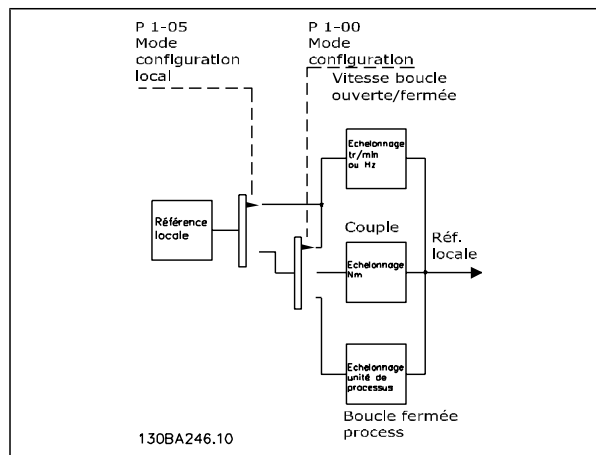 P 1-05
Mode
configuration
local
P 1-00
Mode
configuration
Vitesse boucle
ouverte/fermée
Echelonnage
tr/min
ou Hz
Référence
locale
Couple
Echelonnage
Nm
Réf.
locale
Echelonnage
unité de
processus
Boucle fermée
process
130BA246.10